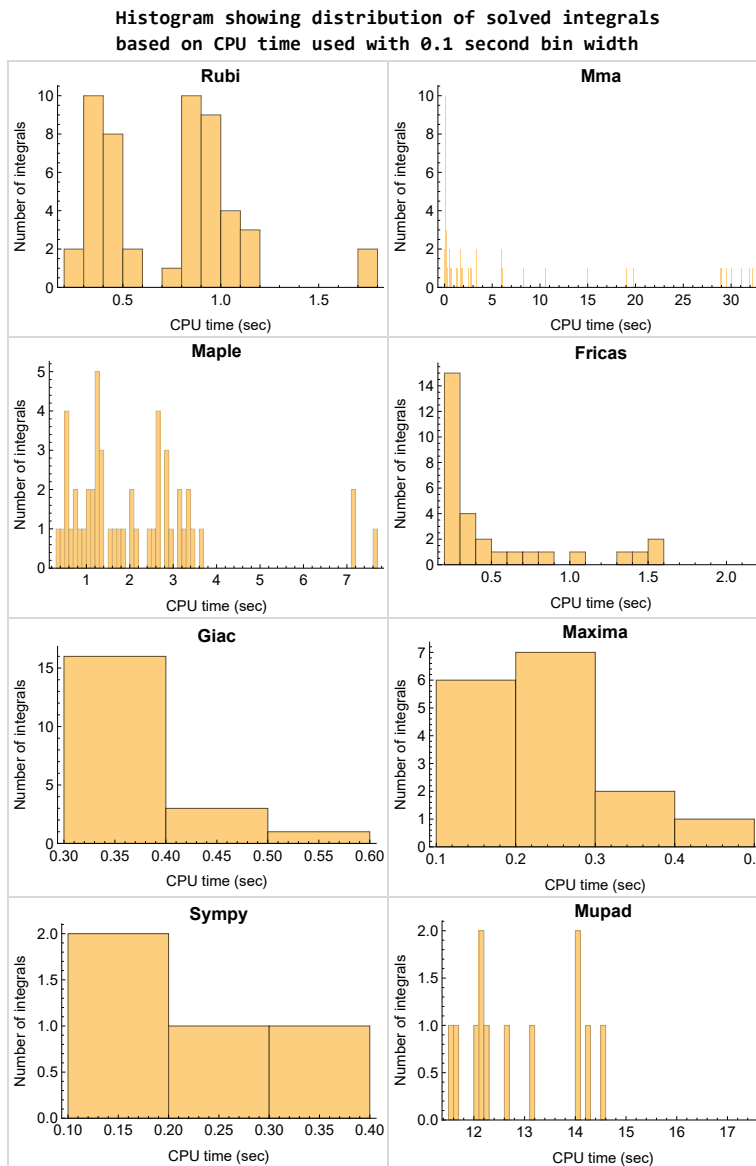 Histogram showing distribution of solved integrals
based on CPU time used with 0.1 second bin width
Rubi
Number of integrals
10
8
6
4
2
0
0.5 1.0 1.5
CPU time (sec)
Mma
Number of integrals
10
8
6
4
2
0
0 5 10 15 20 25 30
CPU time (sec)
Maple
Number of integrals
5
4
3
2
1
0
1 2 3 4 5 6 7
CPU time (sec)
Fricas
Number of integrals
14
12
10
8
6
4
2
0
0.5 1.0 1.5 2.0
CPU time (sec)
Giac
Number of integrals
15
10
5
0
0.30 0.35 0.40 0.45 0.50 0.55 0.60
CPU time (sec)
Maxima
Number of integrals
7
6
5
4
3
2
1
0
0.1 0.2 0.3 0.4
CPU time (sec)
Sympy
Number of integrals
2.0
1.5
1.0
0.5
0.0
0.10 0.15 0.20 0.25 0.30 0.35 0.40
CPU time (sec)
Mupad
Number of integrals
2.0
1.5
1.0
0.5
0.0
12 13 14 15 16 17
CPU time (sec)